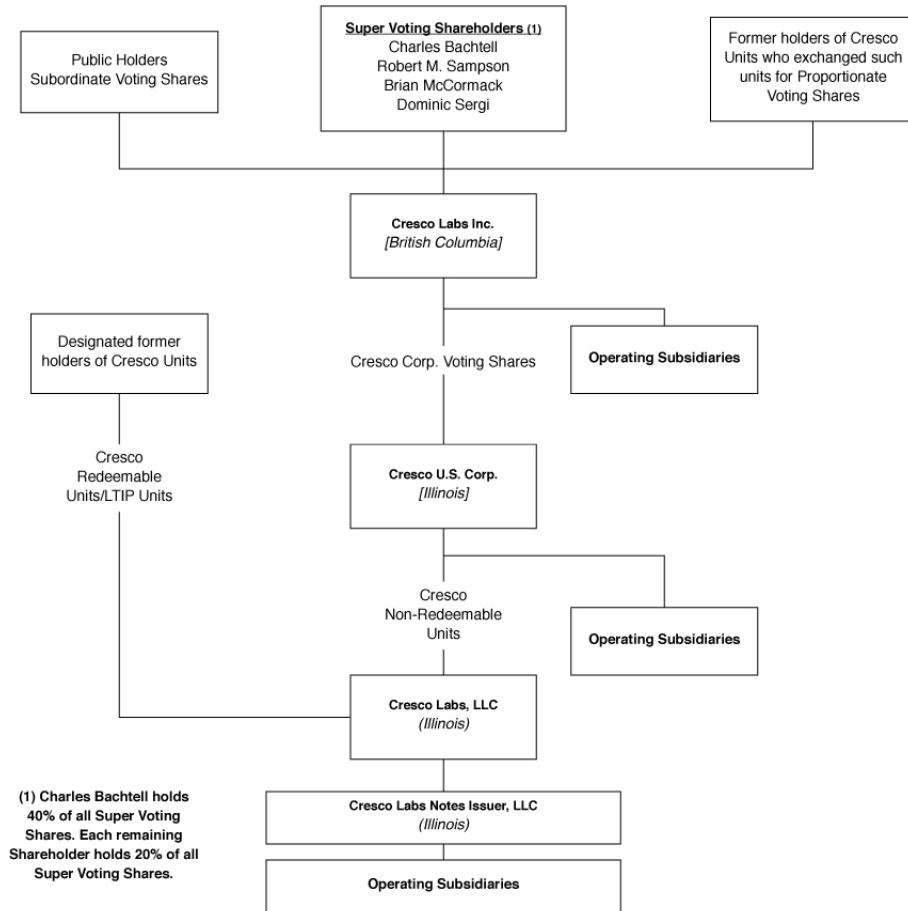 Public Holders
Subordinate Voting Shares
Super Voting Shareholders (1)
Charles Bachtell
Robert M. Sampson
Brian McCormack
Dominic Sergi
Former holders of Cresco
Units who exchanged such
units for Proportionate
Voting Shares
Cresco Labs Inc.
[British Columbia]
Designated former
holders of Cresco Units
Cresco Corp. Voting Shares
Operating Subsidiaries
Cresco
Redeemable
Units/LTIP Units
Cresco U.S. Corp.
[Illinois]
Cresco
Non-Redeemable
Units
Operating Subsidiaries
Cresco Labs, LLC
(Illinois)
(1) Charles Bachtell holds
40% of all Super Voting
Shares. Each remaining
Shareholder holds 20% of all
Super Voting Shares.
Cresco Labs Notes Issuer, LLC
(Illinois)
Operating Subsidiaries